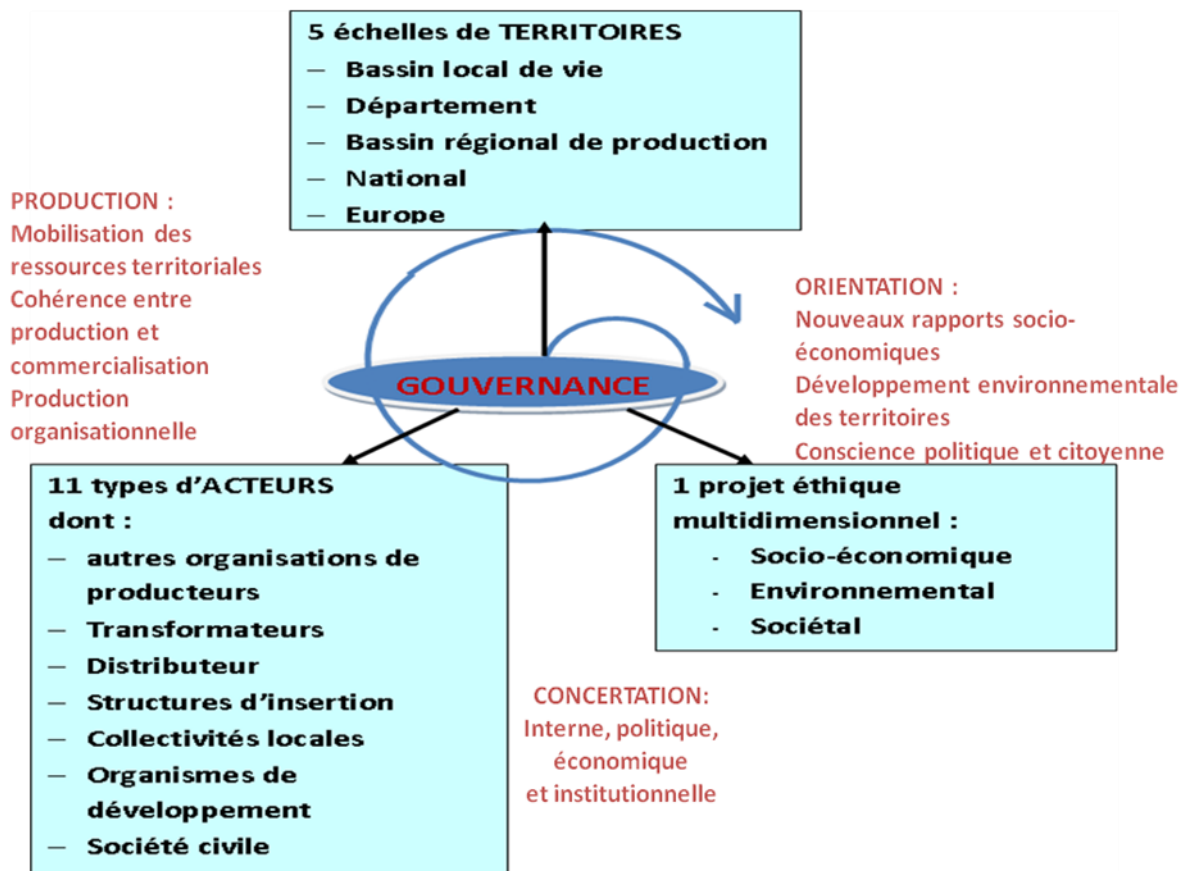 5 échelles de TERRITOIRES
– Bassin local de vie
– Département
– Bassin régional de production
– National
– Europe
PRODUCTION :
Mobilisation des
ressources territoriales
Cohérence entre
production et
commercialisation
Production
organisationnelle
ORIENTATION :
Nouveaux rapports socio-
économiques
Développement environnementale
des territoires
Conscience politique et citoyenne
GOUVERNANCE
11 types d’ACTEURS
dont :
– autres organisations de
producteurs
– Transformateurs
– Distributeur
– Structures d’insertion
– Collectivités locales
– Organismes de
développement
– Société civile
1 projet éthique
multidimensionnel :
- Socio-économique
- Environnemental
- Sociétal
CONCERTATION:
Interne, politique,
économique
et institutionnelle